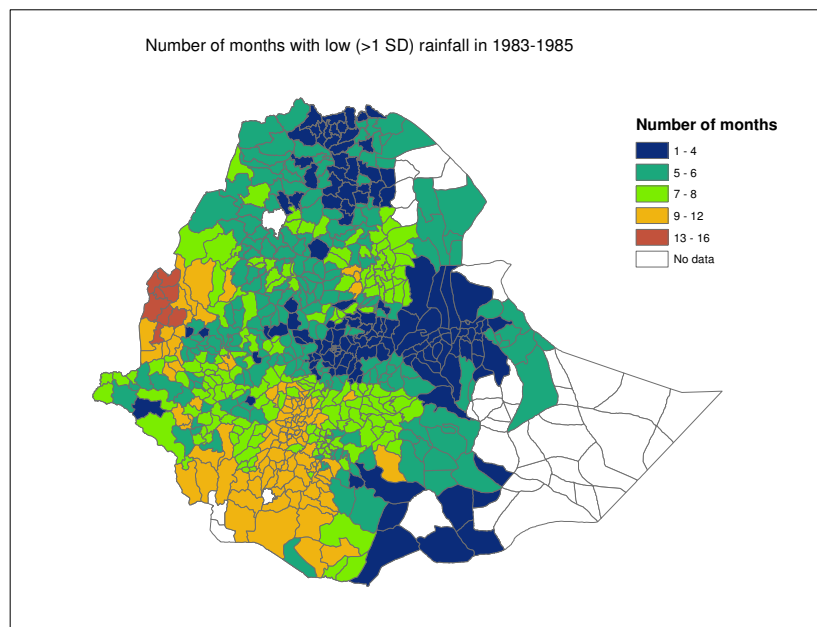 Number of months with low (>1 SD) rainfall in 1983-1985
Number of months
1 - 4
5 - 6
7 - 8
9 - 12
13 - 16
No data